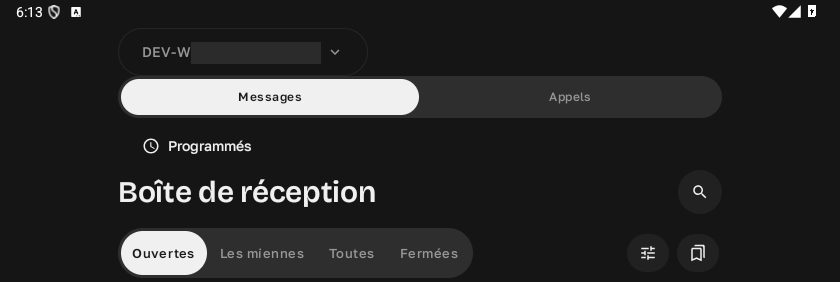 6:13
DEV-W
Messages Appels
Programmés
Boîte de réception
Ouvertes Les miennes Toutes Fermées